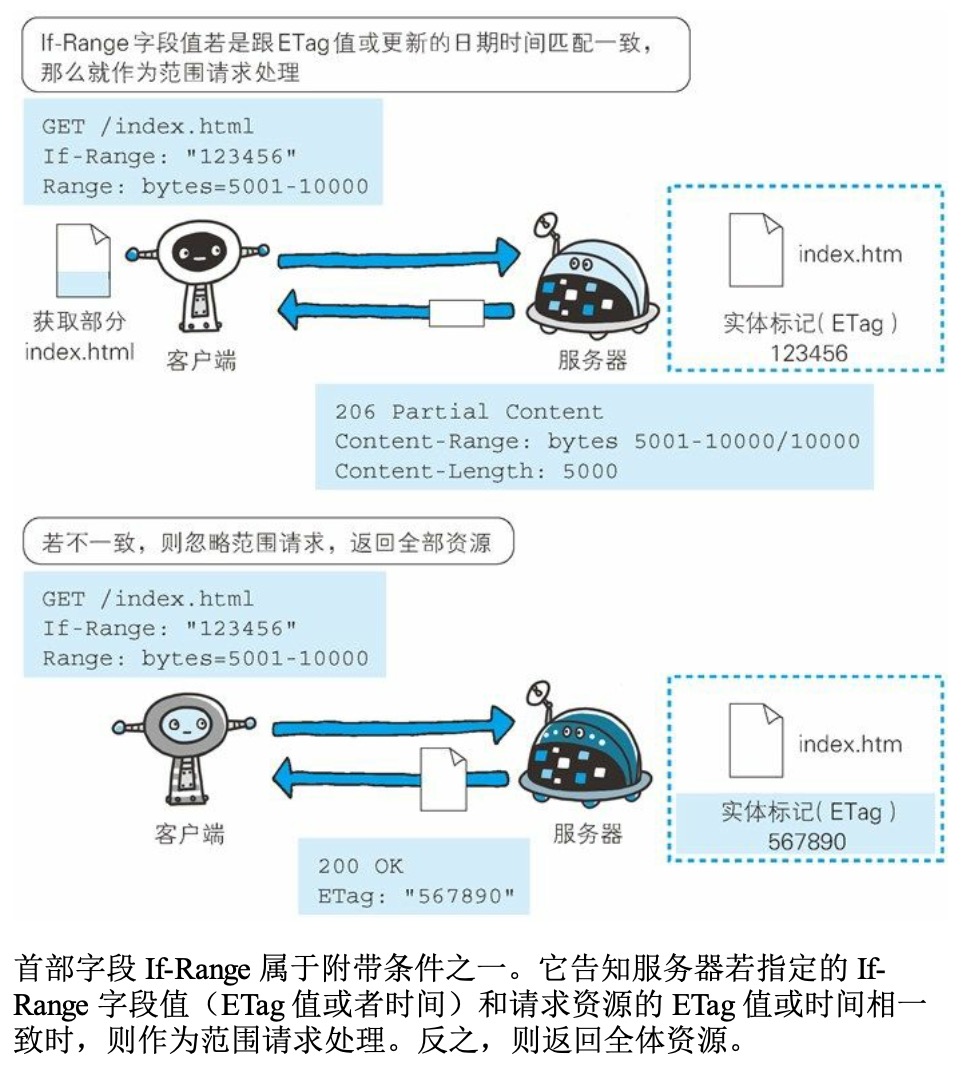 If-Range字段值若是跟ETag值或更新的日期时间匹配一致，
那么就作为范围请求处理
GET /index.html
If-Range: "123456"
Range: bytes=5001-10000
获取部分
index.html
客户端
服务器
index.htm
实体标记( ETag )
123456
206 Partial Content
Content-Range: bytes 5001-10000/10000
Content-Length: 5000
若不一致，则忽略范围请求，返回全部资源
GET /index.html
If-Range: "123456"
Range: bytes=5001-10000
客户端
服务器
index.htm
实体标记( ETag )
567890
200 OK
ETag: "567890"
首部字段 If-Range 属于附带条件之一。它告知服务器若指定的 If-
Range 字段值（ETag 值或者时间）和请求资源的 ETag 值或时间相一
致时，则作为范围请求处理。反之，则返回全体资源。